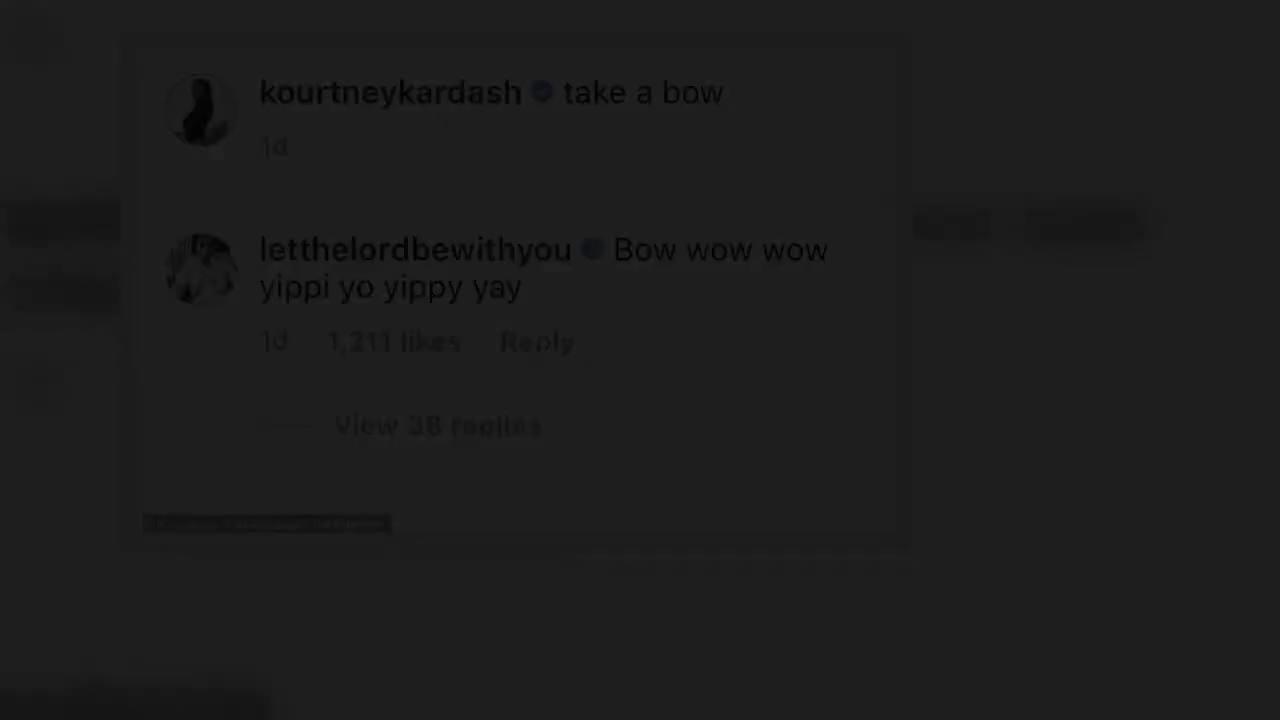 kourtneykardash take a bow
1d
letthelordbewithyou Bow wow wow
yippi yo yippy yay
1d 1,211 likes Reply
View 38 replies